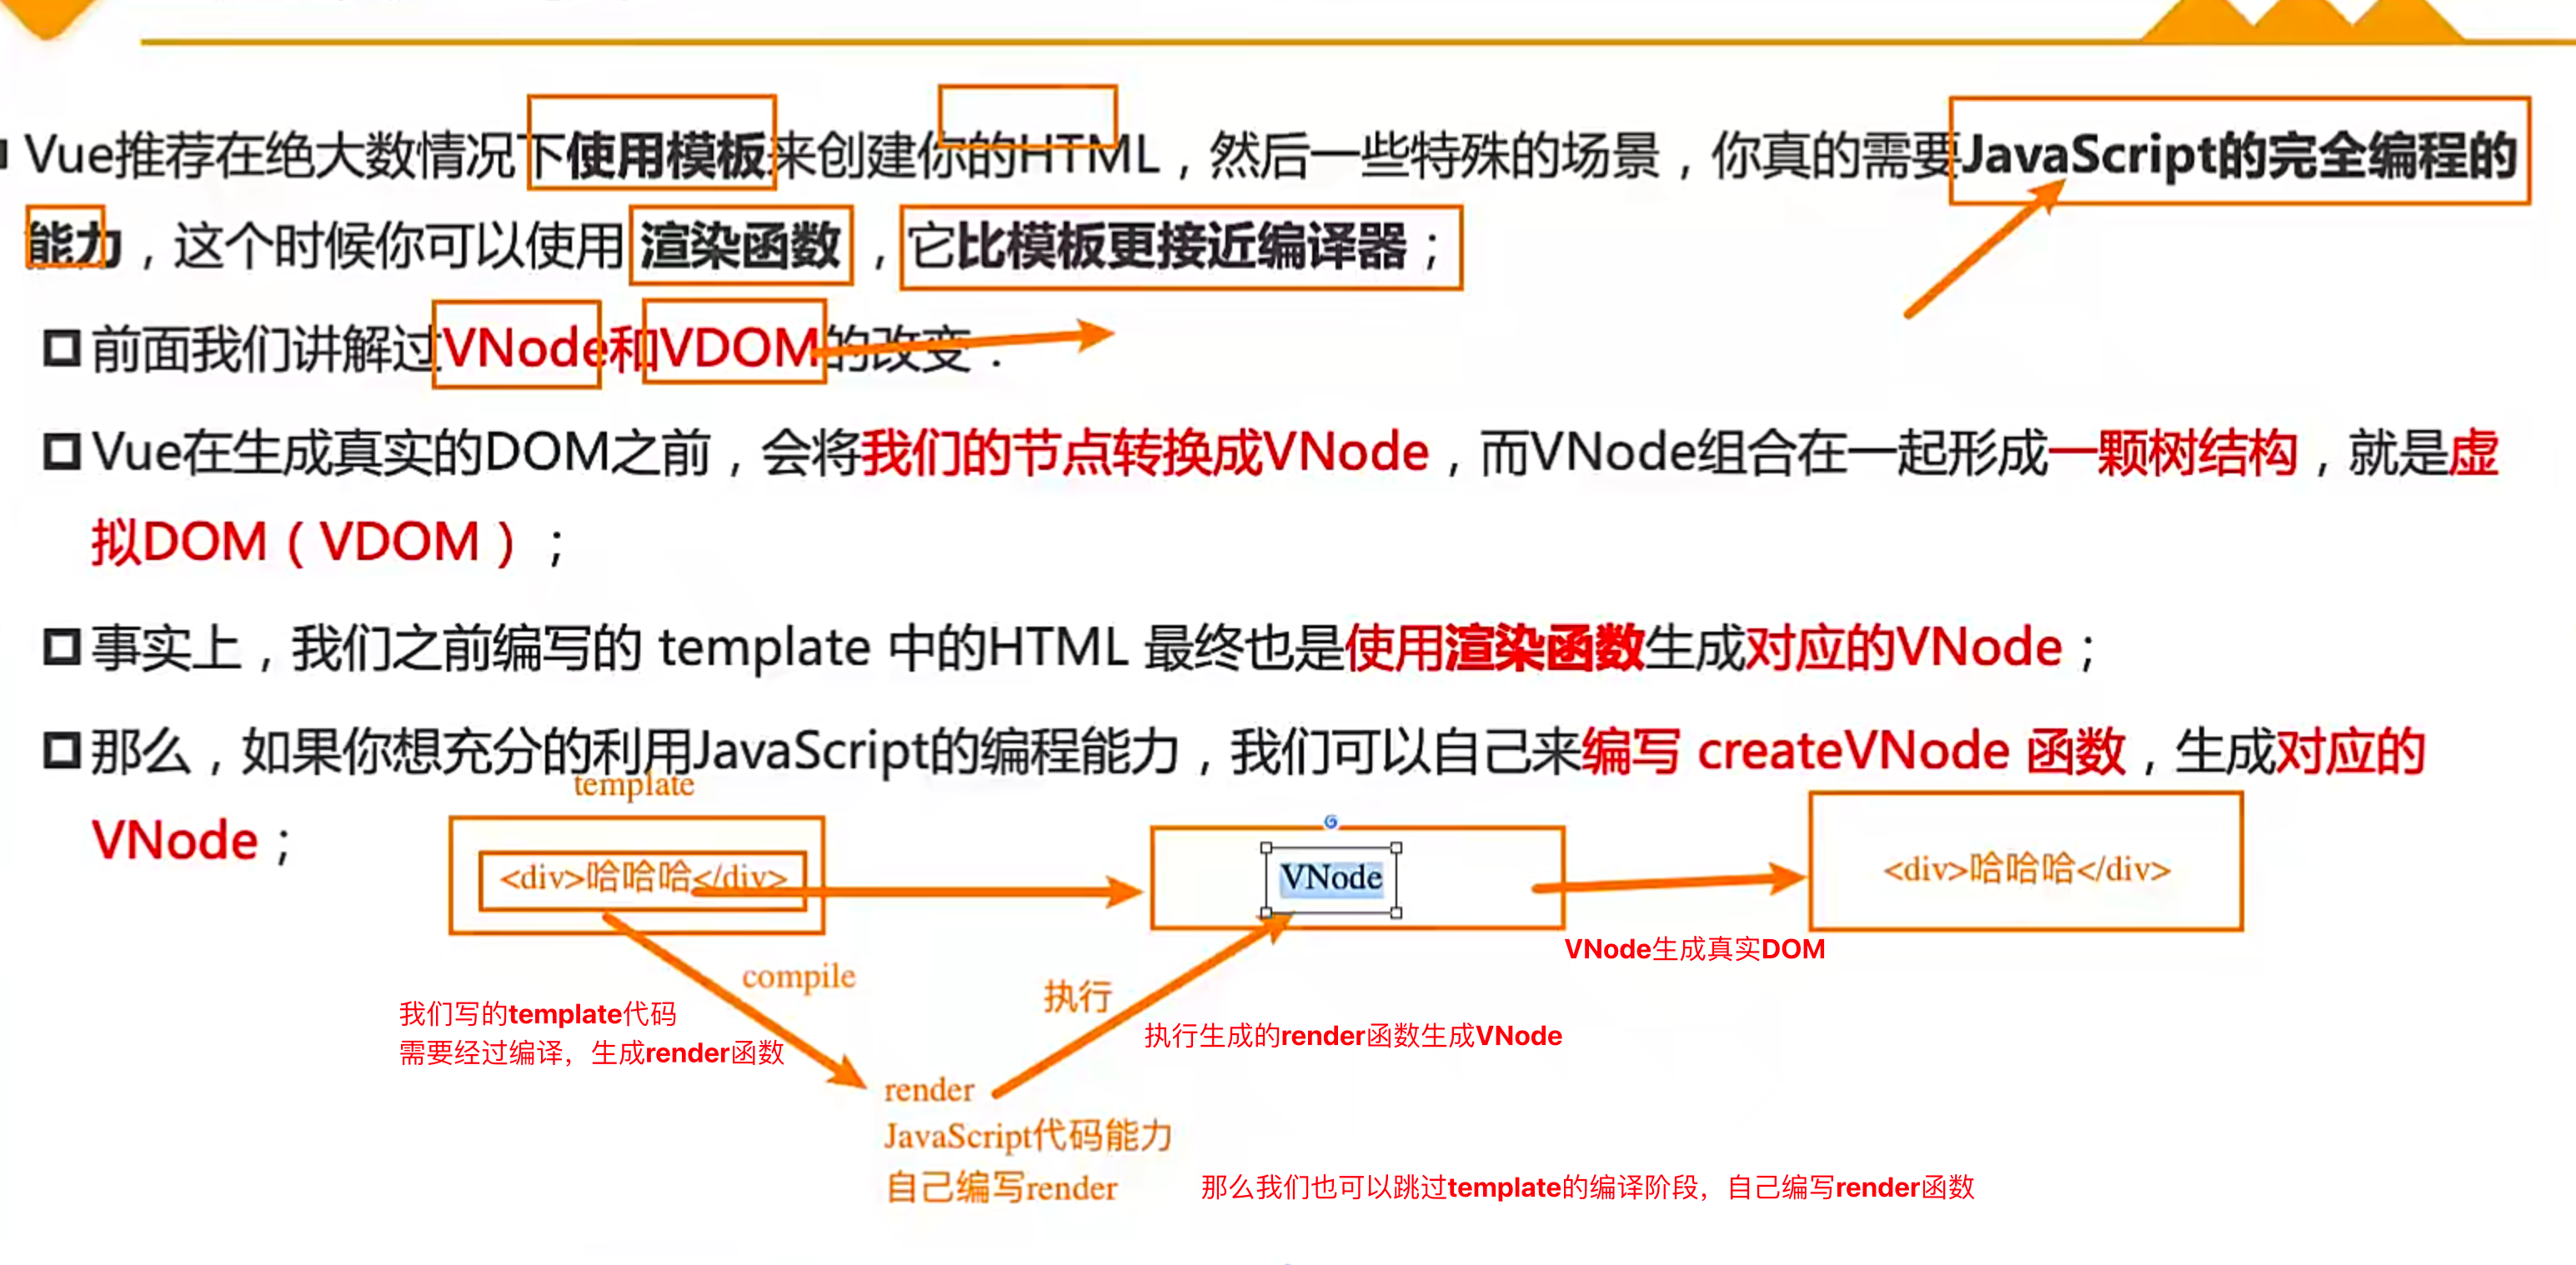 Vue推荐在绝大数情况下使用模板来创建你的HTML，然后一些特殊的场景，你真的需要JavaScript的完全编程的
能力，这个时候你可以使用 渲染函数 ，它比模板更接近编译器；
前面我们讲解过VNode和VDOM的改变：
Vue在生成真实的DOM之前，会将我们的节点转换成VNode，而VNode组合在一起形成一颗树结构，就是虚
拟DOM（VDOM）；
事实上，我们之前编写的 template 中的HTML 最终也是使用渲染函数生成对应的VNode；
那么，如果你想充分的利用JavaScript的编程能力，我们可以自己来编写 createVNode 函数，生成对应的
VNode；
template
<div>哈哈哈</div>
VNode
<div>哈哈哈</div>
VNode生成真实DOM
compile
执行
我们写的template代码
需要经过编译，生成render函数
执行生成的render函数生成VNode
render
JavaScript代码能力
自己编写render
那么我们也可以跳过template的编译阶段，自己编写render函数